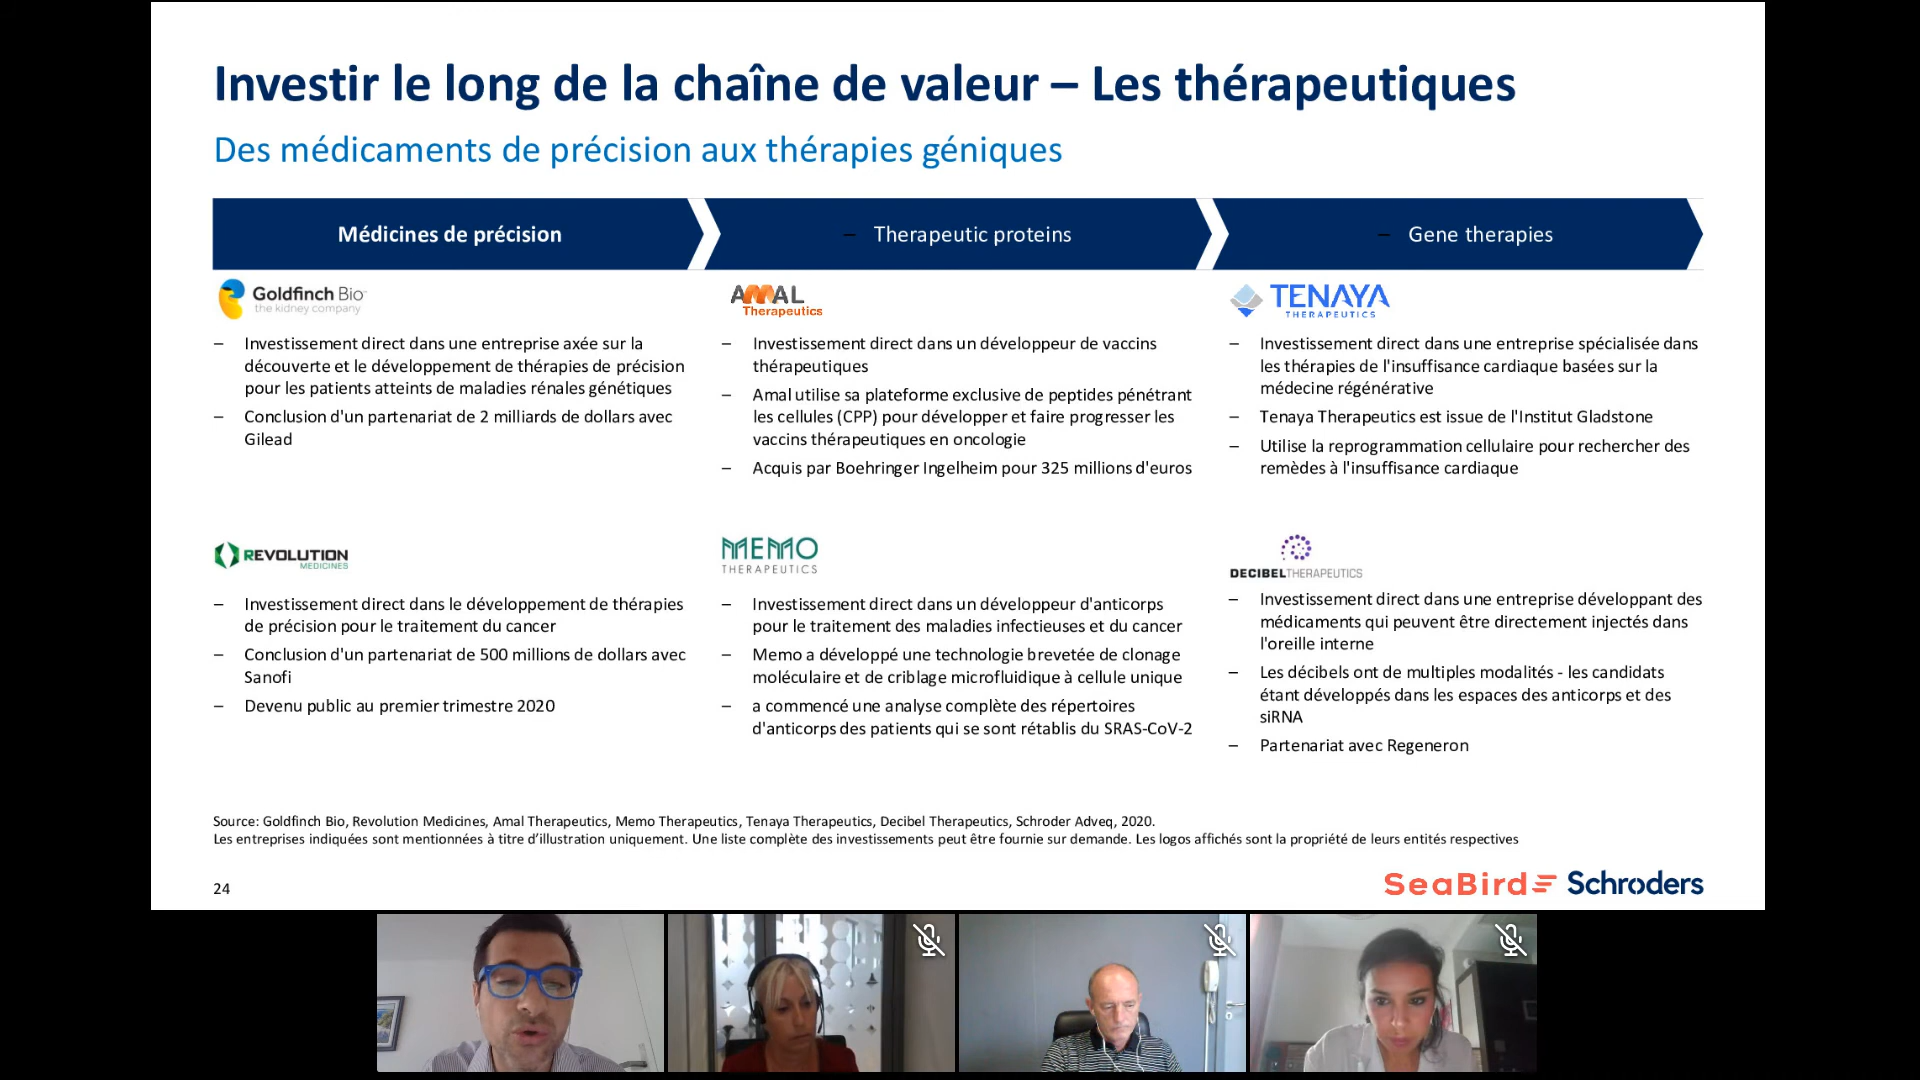 Investir le long de la chaîne de valeur – Les thérapeutiques
Des médicaments de précision aux thérapies géniques
Médicines de précision
– Therapeutic proteins
– Gene therapies
Goldfinch Bio
the kidney company
– Investissement direct dans une entreprise axée sur la
découverte et le développement de thérapies de précision
pour les patients atteints de maladies rénales génétiques
– Conclusion d'un partenariat de 2 milliards de dollars avec
Gilead
AMAL
Therapeutics
– Investissement direct dans un développeur de vaccins
thérapeutiques
– Amal utilise sa plateforme exclusive de peptides pénétrant
les cellules (CPP) pour développer et faire progresser les
vaccins thérapeutiques en oncologie
– Acquis par Boehringer Ingelheim pour 325 millions d'euros
TENAYA
THERAPEUTICS
– Investissement direct dans une entreprise spécialisée dans
les thérapies de l'insuffisance cardiaque basées sur la
médecine régénérative
– Tenaya Therapeutics est issue de l'Institut Gladstone
– Utilise la reprogrammation cellulaire pour rechercher des
remèdes à l'insuffisance cardiaque
REVOLUTION
MEDICINES
– Investissement direct dans le développement de thérapies
de précision pour le traitement du cancer
– Conclusion d'un partenariat de 500 millions de dollars avec
Sanofi
– Devenu public au premier trimestre 2020
MEMO
THERAPEUTICS
– Investissement direct dans un développeur d'anticorps
pour le traitement des maladies infectieuses et du cancer
– Memo a développé une technologie brevetée de clonage
moléculaire et de criblage microfluidique à cellule unique
– a commencé une analyse complète des répertoires
d'anticorps des patients qui se sont rétablis du SRAS-CoV-2
DECIBELTHERAPEUTICS
– Investissement direct dans une entreprise développant des
médicaments qui peuvent être directement injectés dans
l'oreille interne
– Les décibels ont de multiples modalités - les candidats
étant développés dans les espaces des anticorps et des
siRNA
– Partenariat avec Regeneron
Source: Goldfinch Bio, Revolution Medicines, Amal Therapeutics, Memo Therapeutics, Tenaya Therapeutics, Decibel Therapeutics, Schroder Adveq, 2020.
Les entreprises indiquées sont mentionnées à titre d’illustration uniquement. Une liste complète des investissements peut être fournie sur demande. Les logos affichés sont la propriété de leurs entités respectives
24
SeaBird Schroders